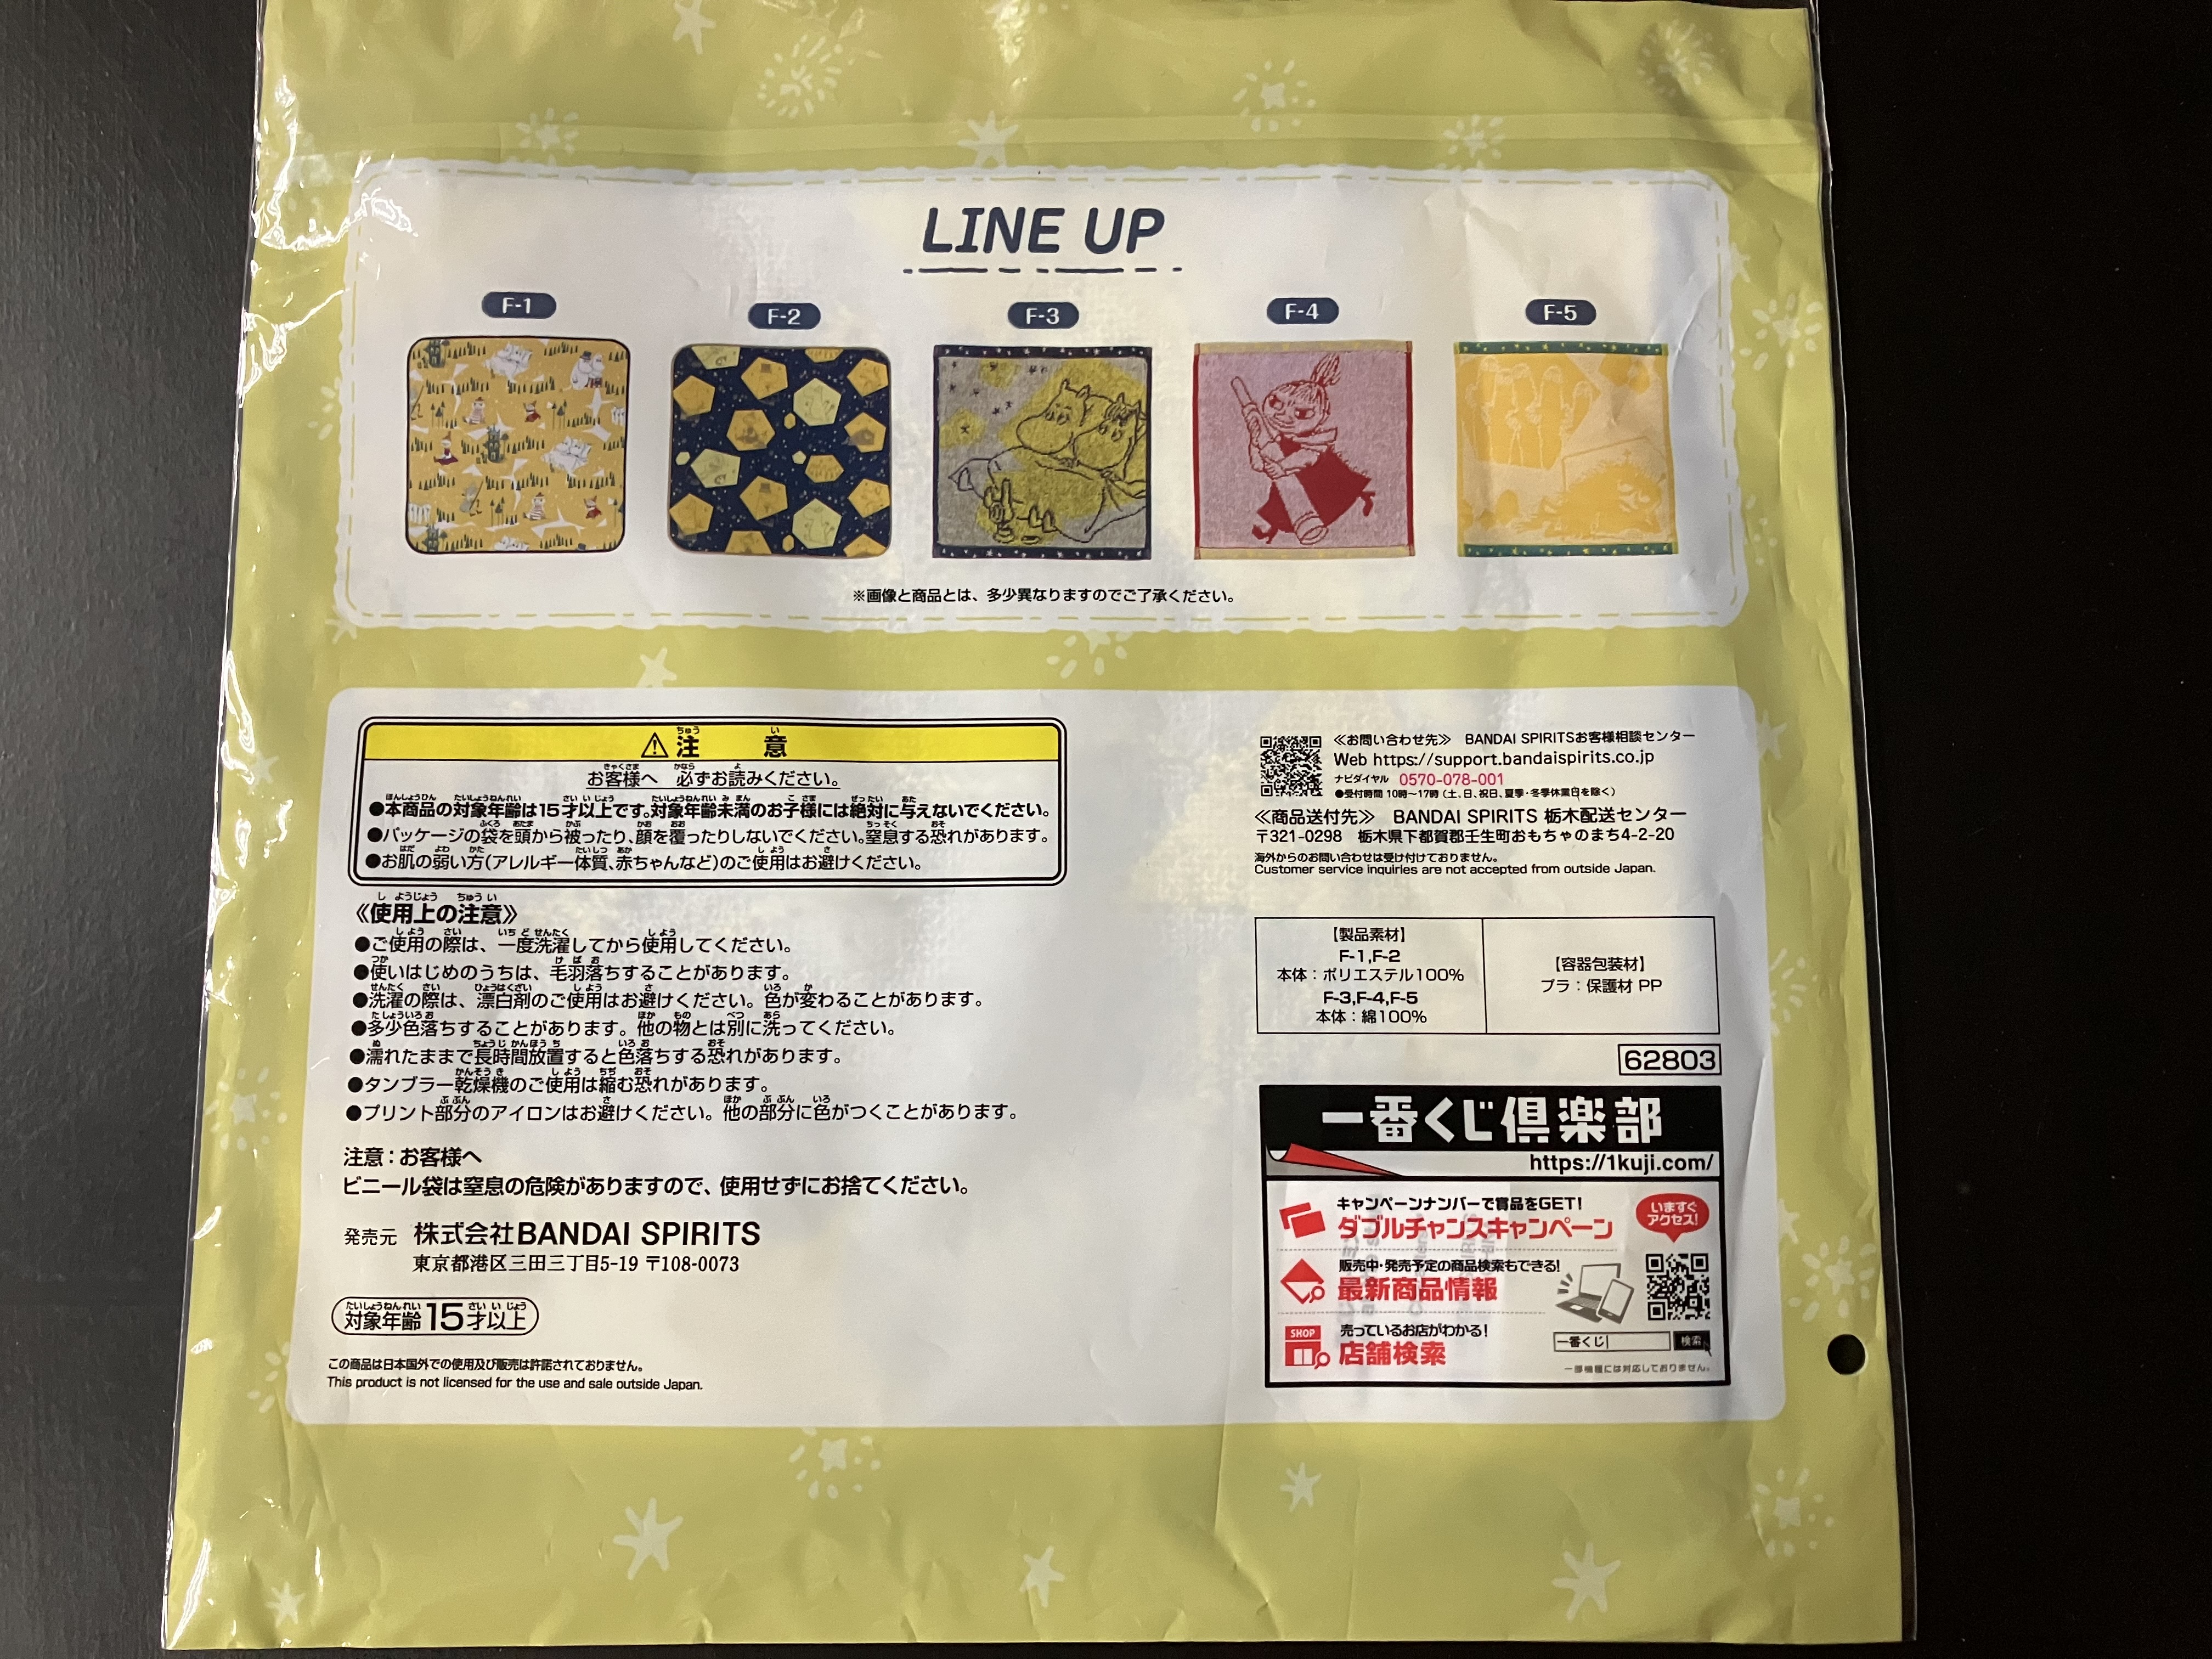 LINE UP
F-1
F-2
F-3
F-4
F-5
※画像と商品とは、多少異なりますのでご了承ください。
⚠注意
お客様へ 必ずお読みください。
●本商品の対象年齢は15才以上です。対象年齢未満のお子様には絶対に与えないでください。
●パッケージの袋を頭から被ったり、顔を覆ったりしないでください。窒息する恐れがあります。
●お肌の弱い方(アレルギー体質、赤ちゃんなど)のご使用はお避けください。
《使用上の注意》
●ご使用の際は、一度洗濯してから使用してください。
●使いはじめのうちは、毛羽落ちすることがあります。
●洗濯の際は、漂白剤のご使用はお避けください。色が変わることがあります。
●多少色落ちすることがあります。他の物とは別に洗ってください。
●濡れたままで長時間放置すると色落ちする恐れがあります。
●タンブラー乾燥機のご使用は縮む恐れがあります。
●プリント部分のアイロンはお避けください。他の部分に色がつくことがあります。
注意：お客様へ
ビニール袋は窒息の危険がありますので、使用せずにお捨てください。
発売元 株式会社BANDAI SPIRITS
東京都港区三田三丁目5-19 〒108-0073
対象年齢15才以上
この商品は日本国外での使用及び販売は許諾されておりません。
This product is not licensed for the use and sale outside Japan.
≪お問い合わせ先≫ BANDAI SPIRITSお客様相談センター
Web https://support.bandaispirits.co.jp
ナビダイヤル 0570-078-001
●受付時間 10時〜17時（土、日、祝日、夏季・冬季休業日を除く）
≪商品送付先≫ BANDAI SPIRITS 栃木配送センター
〒321-0298 栃木県下都賀郡壬生町おもちゃのまち4-2-20
海外からのお問い合わせは受け付けておりません。
Customer service inquiries are not accepted from outside Japan.
【製品素材】
F-1,F-2
本体：ポリエステル100%
F-3,F-4,F-5
本体：綿100%
【容器包装材】
プラ：保護材 PP
62803
一番くじ倶楽部
https://1kuji.com/
キャンペーンナンバーで賞品をGET!
ダブルチャンスキャンペーン
いますぐ
アクセス!
販売中・発売予定の商品検索もできる!
最新商品情報
SHOP
売っているお店がわかる!
店舗検索
一番くじ
検索
一部機種には対応しておりません。